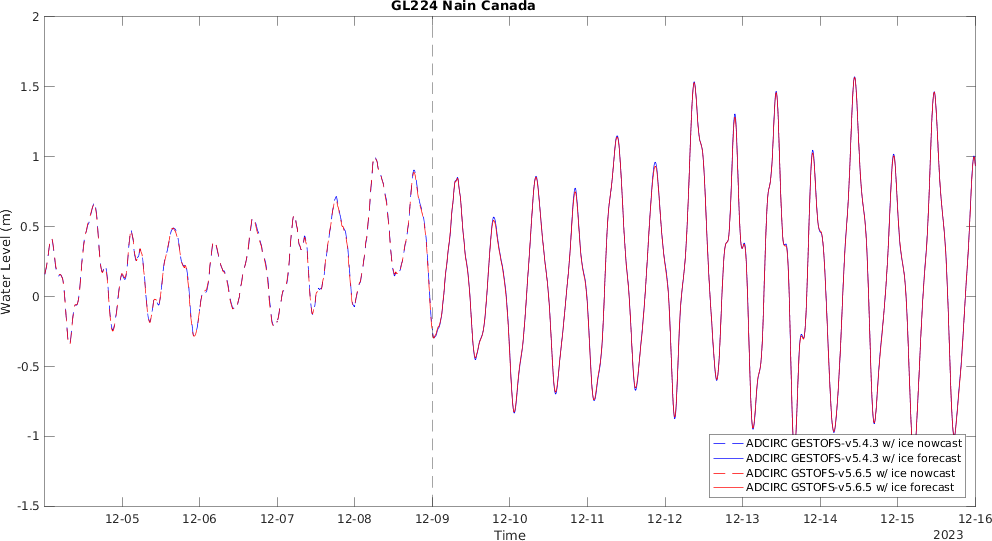 GL224 Nain Canada
2
1.5
1
0.5
0
-0.5
-1
-1.5
Water Level (m)
ADCIRC GESTOFS-v5.4.3 w/ ice nowcast
ADCIRC GESTOFS-v5.4.3 w/ ice forecast
ADCIRC GSTOFS-v5.6.5 w/ ice nowcast
ADCIRC GSTOFS-v5.6.5 w/ ice forecast
12-05 12-06 12-07 12-08 12-09 12-10 12-11 12-12 12-13 12-14 12-15 12-16
Time
2023